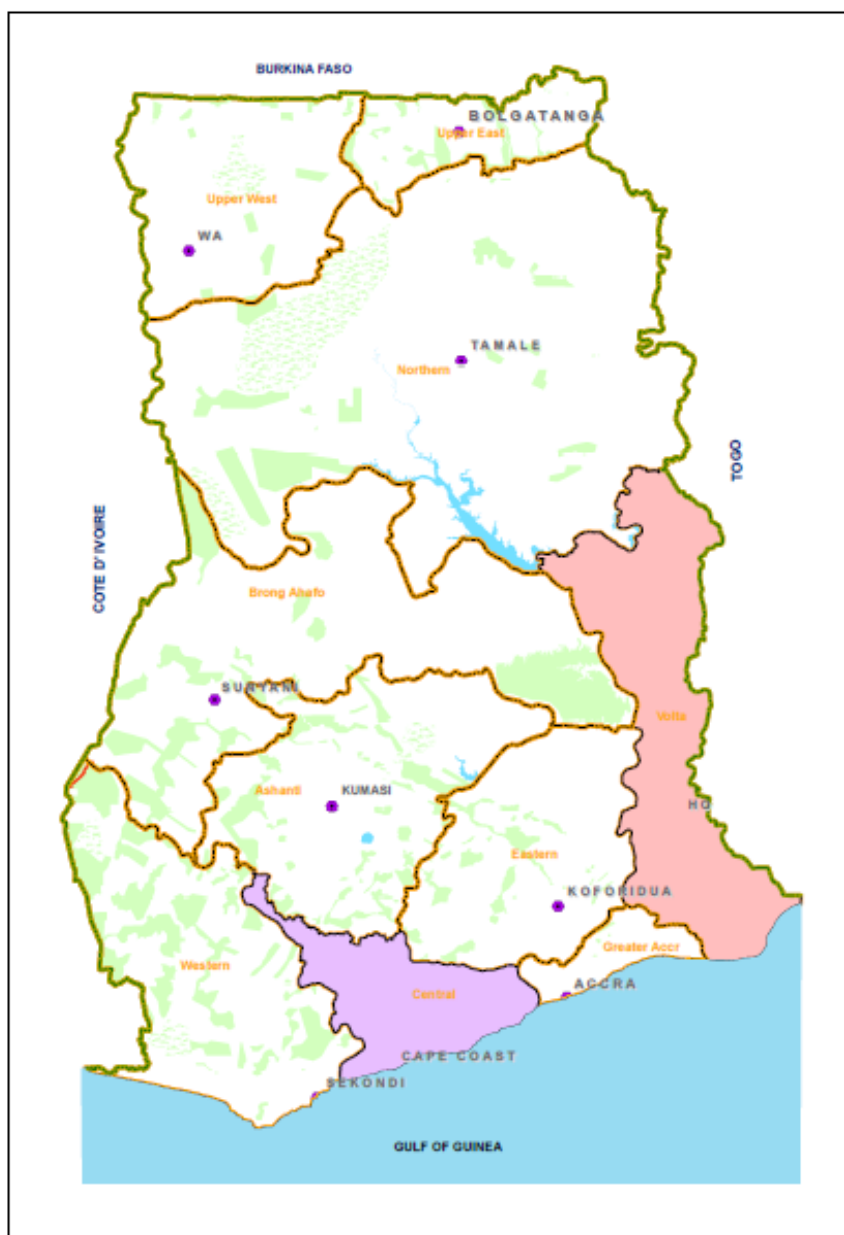 BURKINA FASO
BOLGATANGA
Upper East
Upper West
WA
TAMALE
Northern
TOGO
COTE D' IVOIRE
Brong Ahafo
SUNYANI
Volta
Ashanti
KUMASI
HO
Eastern
KOFORIDUA
Greater Accr
Western
Central
ACCRA
CAPE COAST
SEKONDI
GULF OF GUINEA